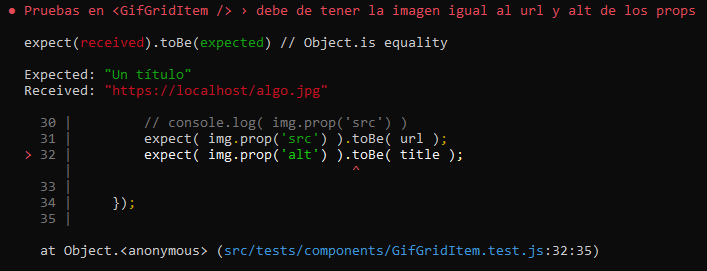 ● Pruebas en <GifGridItem /> › debe de tener la imagen igual al url y alt de los props
expect(received).toBe(expected) // Object.is equality
Expected: "Un título"
Received: "https://localhost/algo.jpg"
30 | // console.log( img.prop('src') )
31 | expect( img.prop('src') ).toBe( url );
> 32 | expect( img.prop('alt') ).toBe( title );
| ^
33 |
34 | });
35 |
at Object.<anonymous> (src/tests/components/GifGridItem.test.js:32:35)